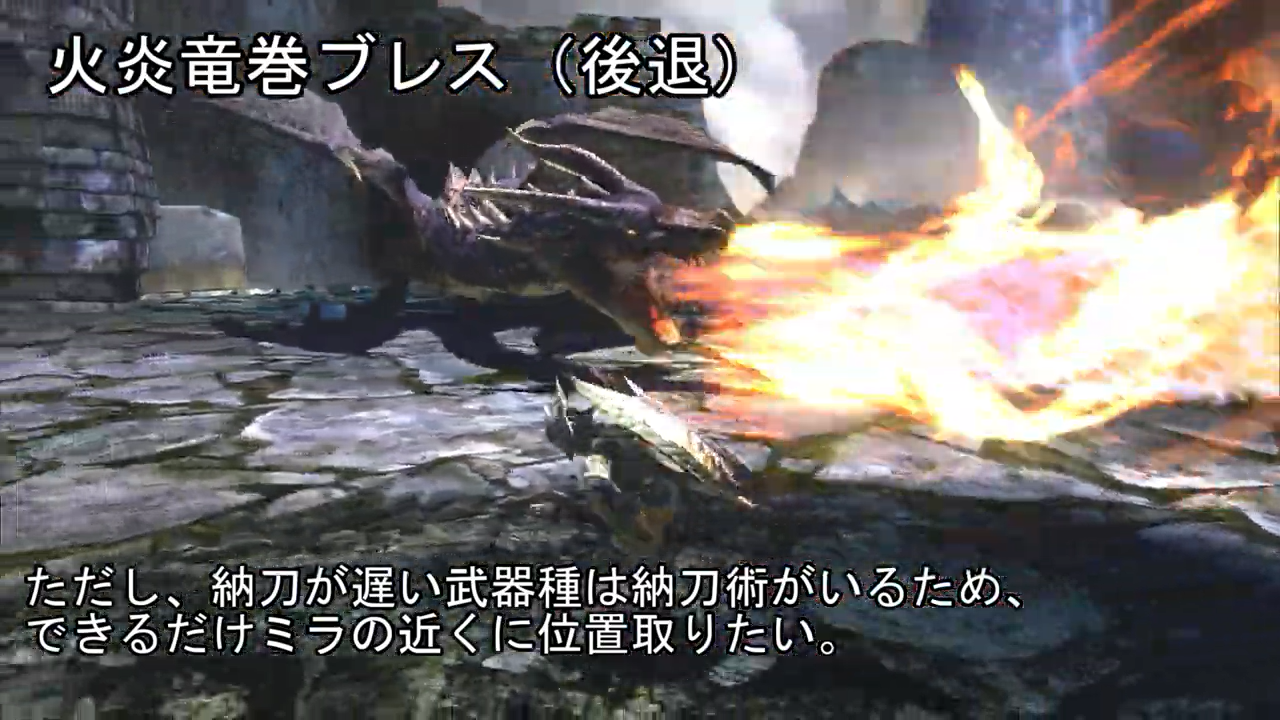 火炎竜巻ブレス（後退）
ただし、納刀が遅い武器種は納刀術がいるため、
できるだけミラの近くに位置取りたい。